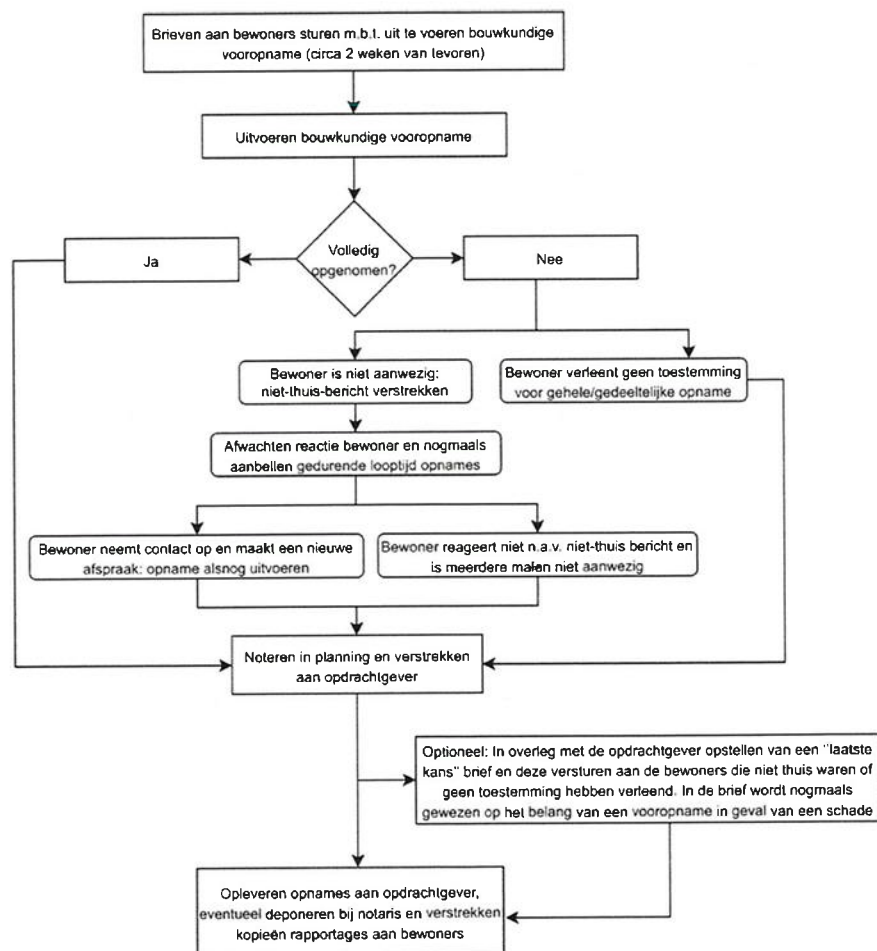 Brieven aan bewoners sturen m.b.t. uit te voeren bouwkundige
vooropname (circa 2 weken van tevoren)
Uitvoeren bouwkundige vooropname
Volledig
opgenomen?
Ja
Nee
Bewoner is niet aanwezig:
niet-thuis-bericht verstrekken
Bewoner verleent geen toestemming
voor gehele/gedeeltelijke opname
Afwachten reactie bewoner en nogmaals
aanbellen gedurende looptijd opnames
Bewoner neemt contact op en maakt een nieuwe
afspraak: opname alsnog uitvoeren
Bewoner reageert niet n.a.v. niet-thuis bericht en
is meerdere malen niet aanwezig
Noteren in planning en verstrekken
aan opdrachtgever
Optioneel: In overleg met de opdrachtgever opstellen van een "laatste
kans" brief en deze versturen aan de bewoners die niet thuis waren of
geen toestemming hebben verleend. In de brief wordt nogmaals
gewezen op het belang van een vooropname in geval van een schade
Opleveren opnames aan opdrachtgever,
eventueel deponeren bij notaris en verstrekken
kopieën rapportages aan bewoners